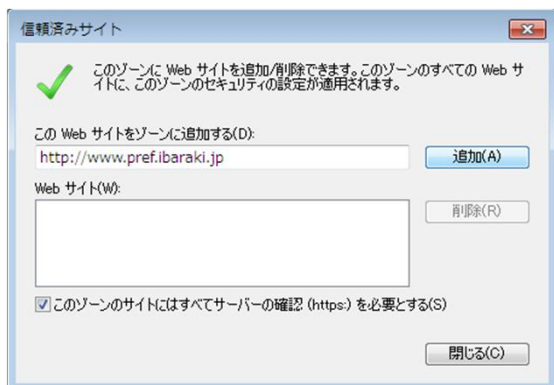 信頼済みサイト
このゾーンに Web サイトを追加/削除できます。このゾーンのすべての Web サ
イトに、このゾーンのセキュリティの設定が適用されます。
この Web サイトをゾーンに追加する(D):
http://www.pref.ibaraki.jp
追加(A)
Web サイト(W):
削除(R)
このゾーンのサイトにはすべてサーバーの確認 (https:) を必要とする(S)
閉じる(C)